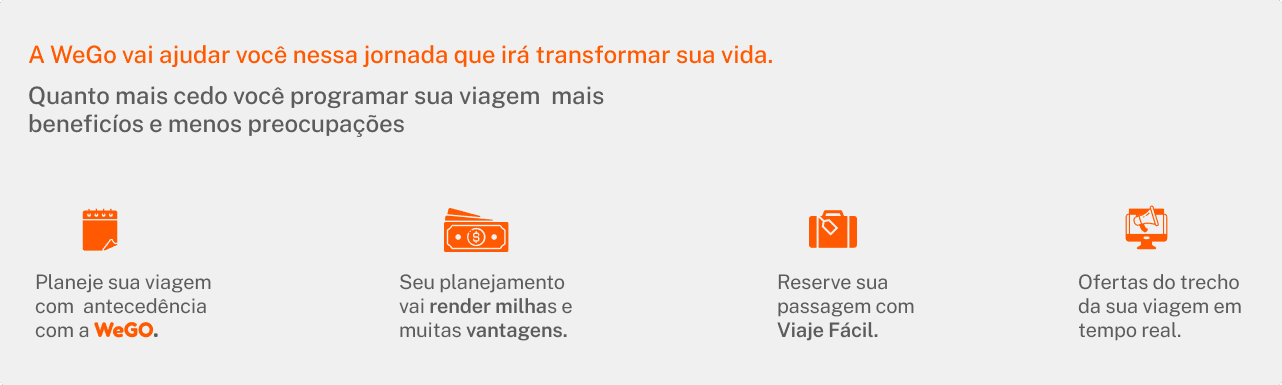 A WeGo vai ajudar você nessa jornada que irá transformar sua vida.
Quanto mais cedo você programar sua viagem  mais
beneficíos e menos preocupações
Planeje sua viagem
com  antecedência
com a WeGO.
Seu planejamento
vai render milhas e
muitas vantagens.
Reserve sua
passagem com
Viaje Fácil.
Ofertas do trecho
da sua viagem em
tempo real.